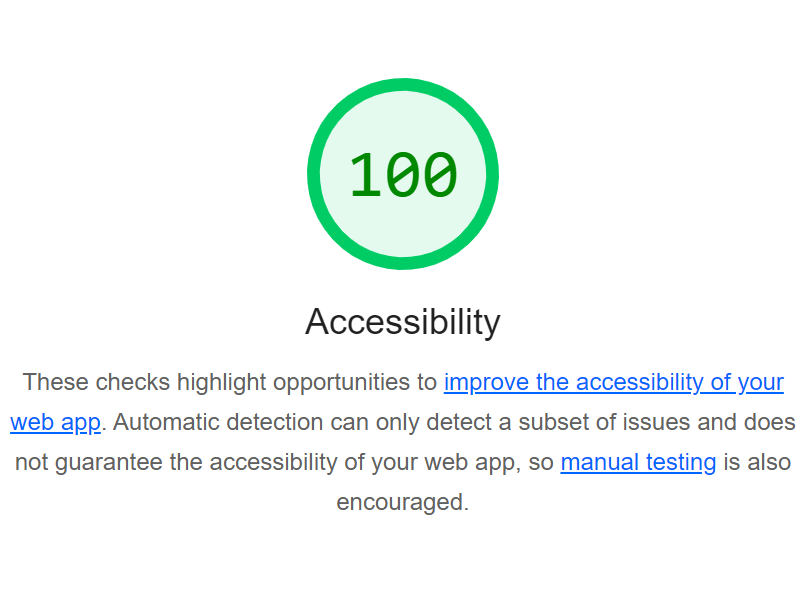 100
Accessibility
These checks highlight opportunities to improve the accessibility of your
web app. Automatic detection can only detect a subset of issues and does
not guarantee the accessibility of your web app, so manual testing is also
encouraged.